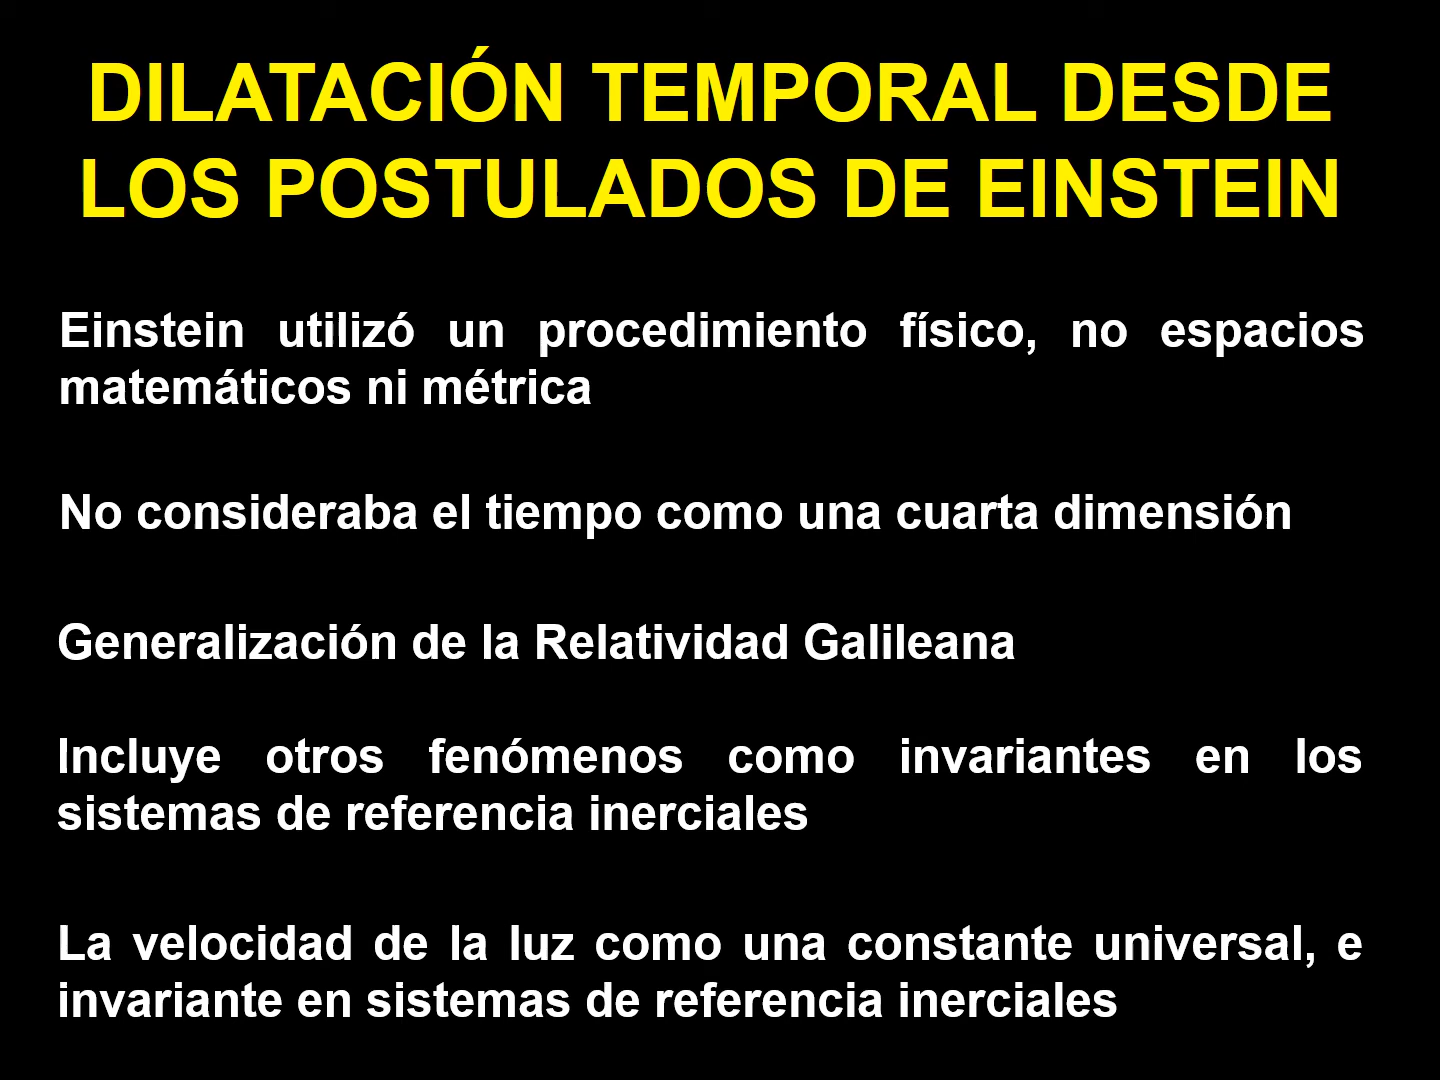 DILATACIÓN TEMPORAL DESDE
LOS POSTULADOS DE EINSTEIN
Einstein utilizó un procedimiento físico, no espacios
matemáticos ni métrica
No consideraba el tiempo como una cuarta dimensión
Generalización de la Relatividad Galileana
Incluye otros fenómenos como invariantes en los
sistemas de referencia inerciales
La velocidad de la luz como una constante universal, e
invariante en sistemas de referencia inerciales